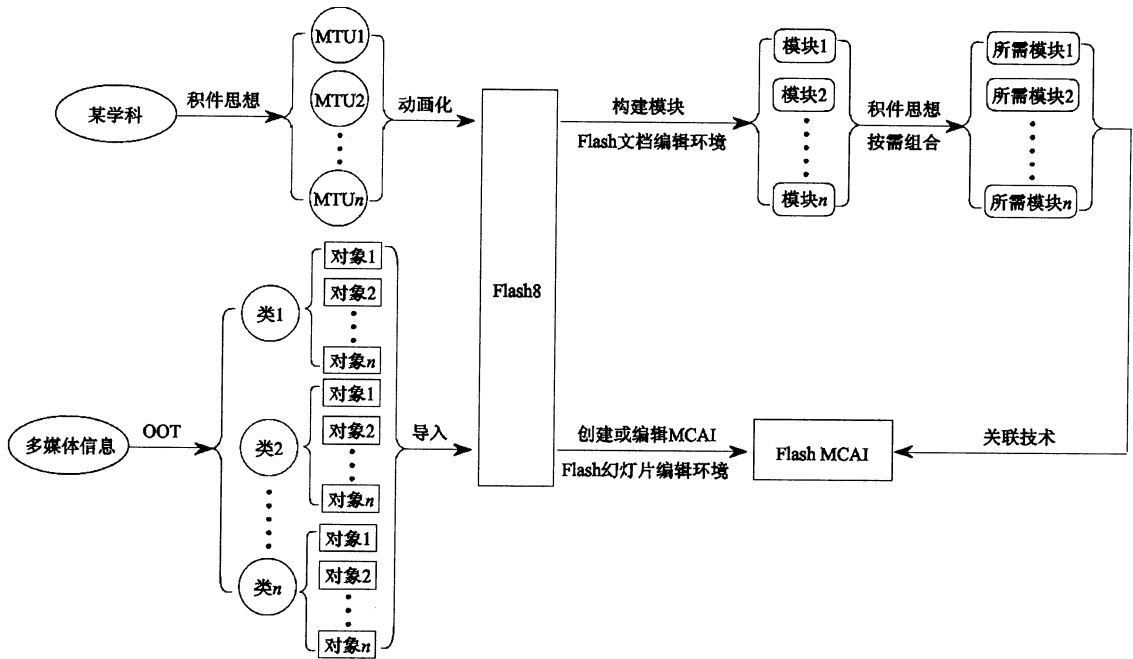 某学科
积件思想
MTU1
MTU2
MTUn
动画化
Flash8
构建模块
Flash文档编辑环境
模块1
模块2
模块n
积件思想
按需组合
所需模块1
所需模块2
所需模块n
多媒体信息
OOT
类1
对象1
对象2
对象n
类2
对象1
对象2
对象n
类n
对象1
对象2
对象n
导入
创建或编辑MCAI
Flash幻灯片编辑环境
Flash MCAI
关联技术